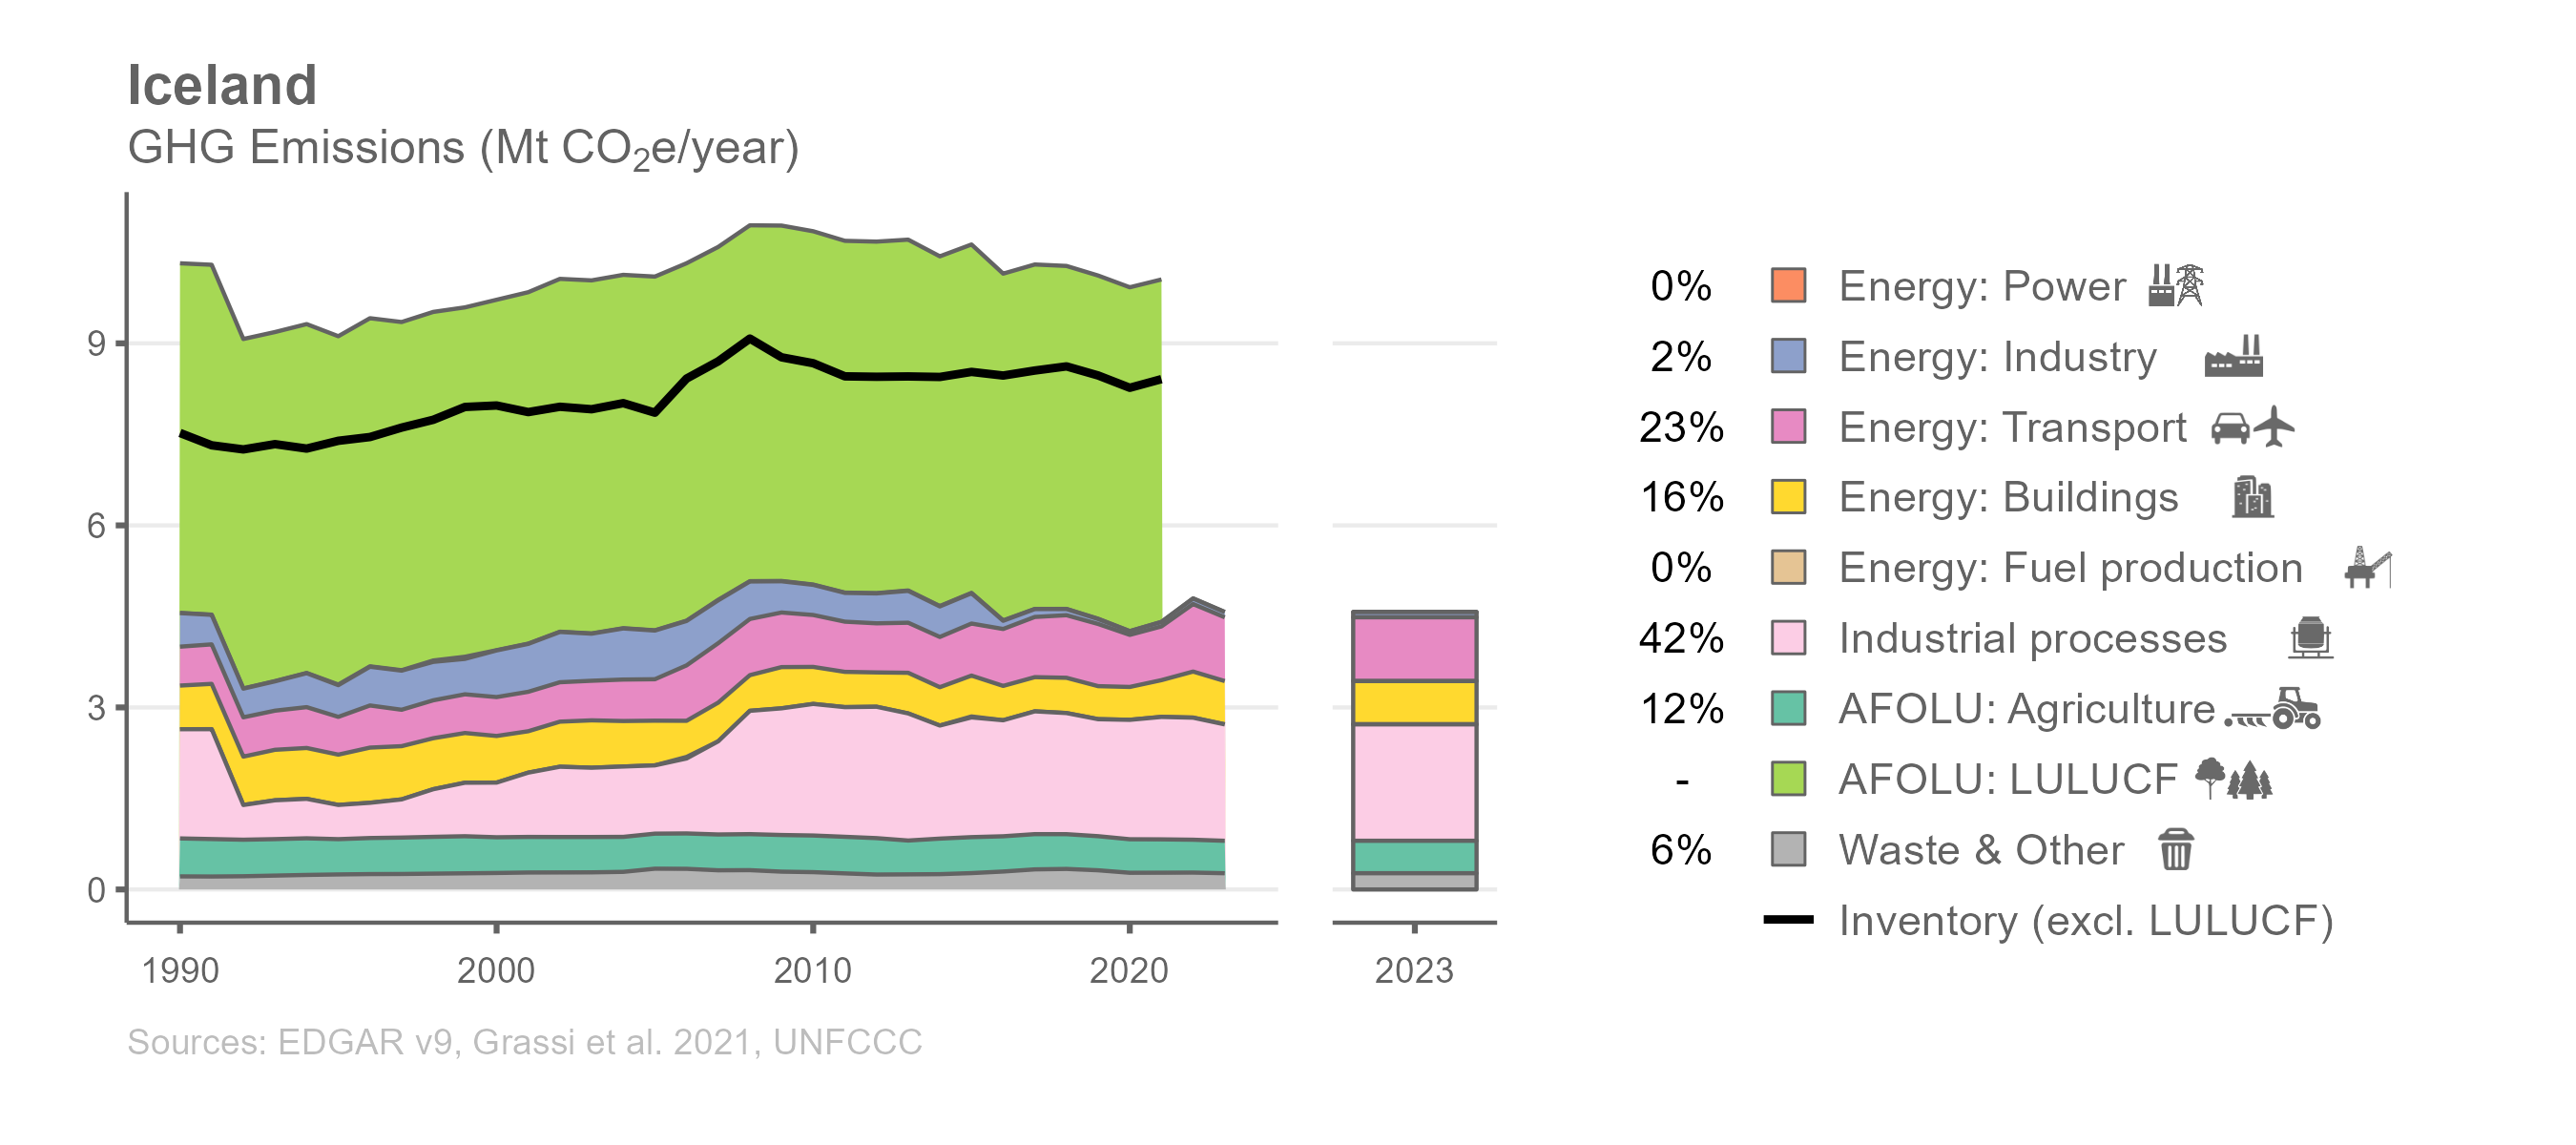 Iceland
GHG Emissions (Mt CO₂e/year)
9
6
3
0
1990 2000 2010 2020 2023
0% Energy: Power
2% Energy: Industry
23% Energy: Transport
16% Energy: Buildings
0% Energy: Fuel production
42% Industrial processes
12% AFOLU: Agriculture
- AFOLU: LULUCF
6% Waste & Other
Inventory (excl. LULUCF)
Sources: EDGAR v9, Grassi et al. 2021, UNFCCC